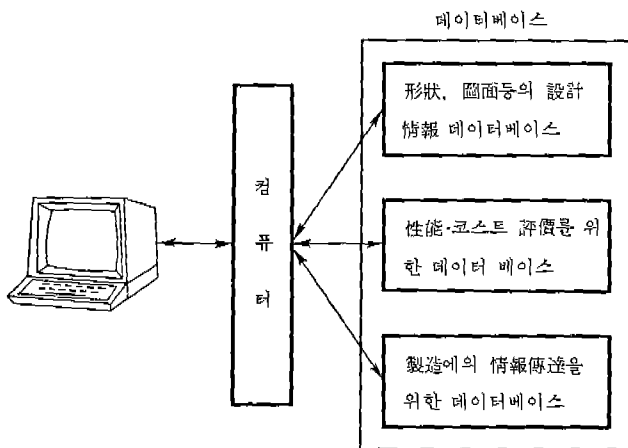 데이터베이스
形狀, 圖面등의 設計
情報 데이터베이스
컴
퓨
터
性能·코스트 評價를 위
한 데이터 베이스
製造에의 情報傳達을
위한 데이터베이스